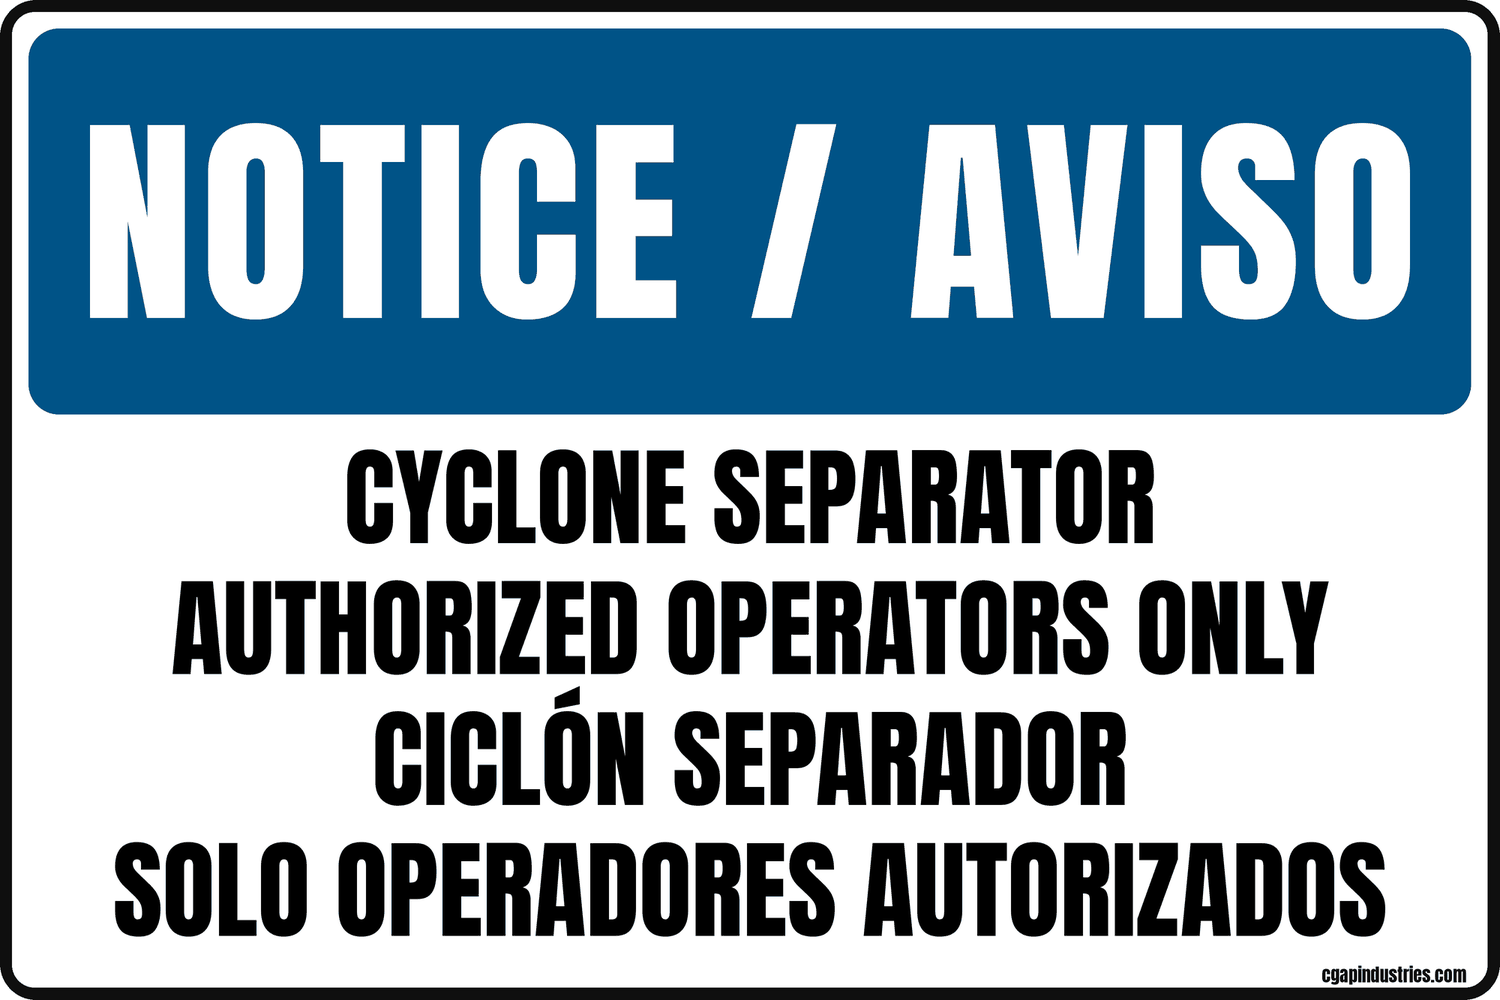 NOTICE / AVISO
CYCLONE SEPARATOR
AUTHORIZED OPERATORS ONLY
CICLÓN SEPARADOR
SOLO OPERADORES AUTORIZADOS
cgapindustries.com